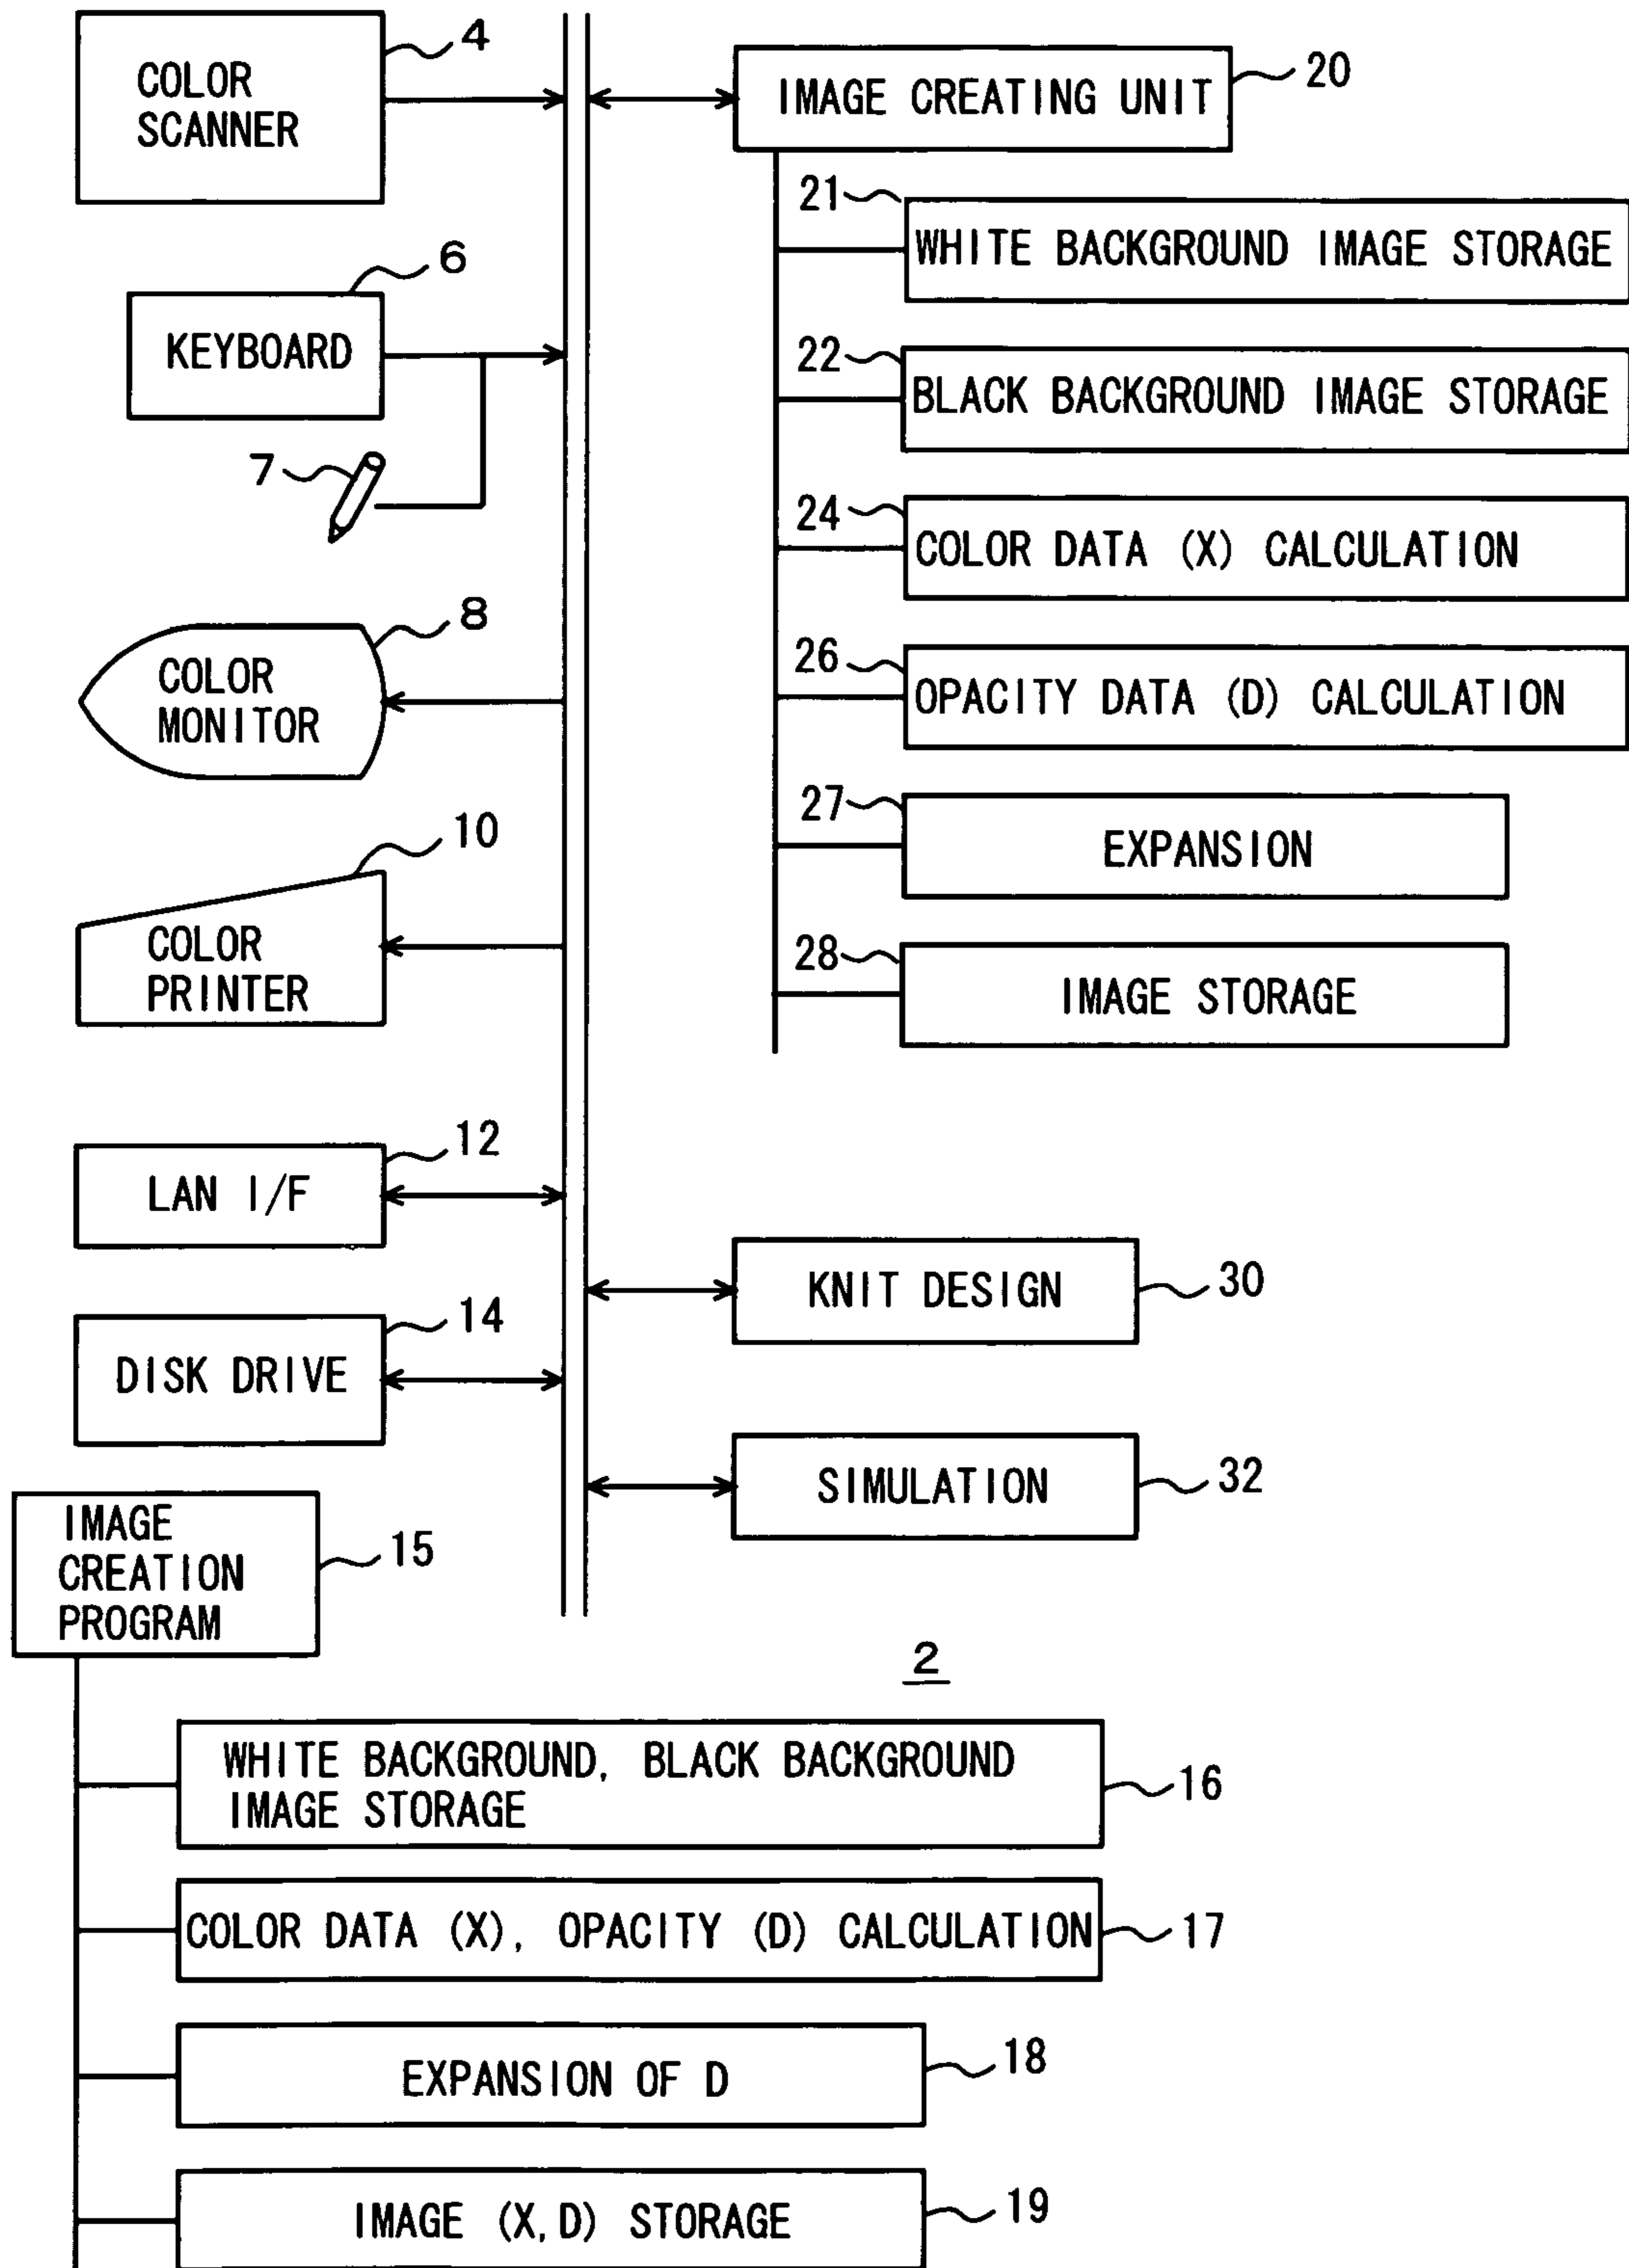 4
COLOR
SCANNER
6
KEYBOARD
7
8
COLOR
MONITOR
10
COLOR
PRINTER
12
LAN I/F
14
DISK DRIVE
IMAGE
CREATION
PROGRAM
15
IMAGE CREATING UNIT
20
21
WHITE BACKGROUND IMAGE STORAGE
22
BLACK BACKGROUND IMAGE STORAGE
24
COLOR DATA (X) CALCULATION
26
OPACITY DATA (D) CALCULATION
27
EXPANSION
28
IMAGE STORAGE
KNIT DESIGN
30
SIMULATION
32
2
WHITE BACKGROUND, BLACK BACKGROUND
IMAGE STORAGE
16
COLOR DATA (X), OPACITY (D) CALCULATION
17
EXPANSION OF D
18
IMAGE (X,D) STORAGE
19